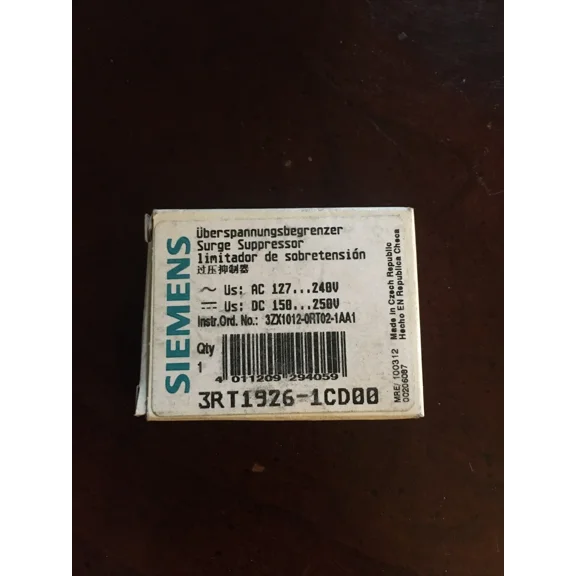 SIEMENS
Überspannungsbegrenzer
Surge Suppressor
limitador de sobretensión
过压抑制器
~ Us: AC 127...240V
Us: DC 150...250V
Instr.Ord. No.: 3ZX1012-0RT02-1AA1
Qty
1
4 011209 294059
3RT1926-1CD00
Made in Czech Republic
Hecho EN Republica Checa
MRE/ 100312
00206087